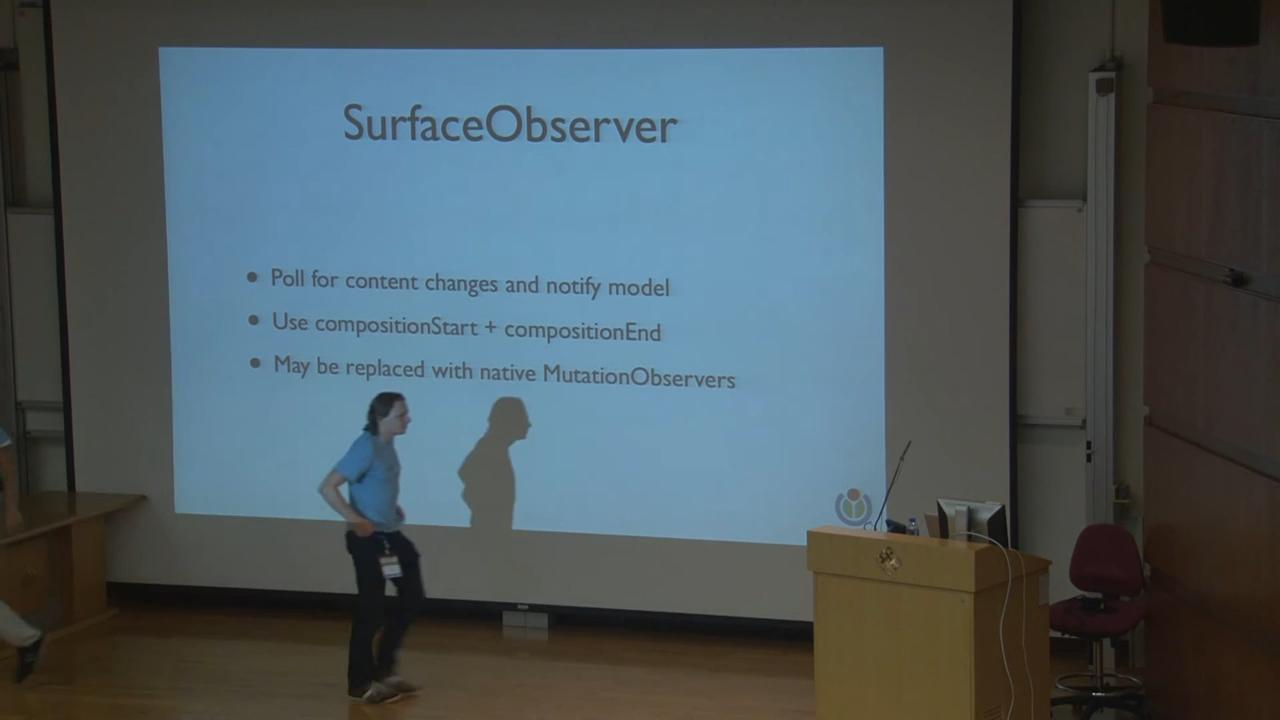 SurfaceObserver
Poll for content changes and notify model
Use compositionStart + compositionEnd
May be replaced with native MutationObservers